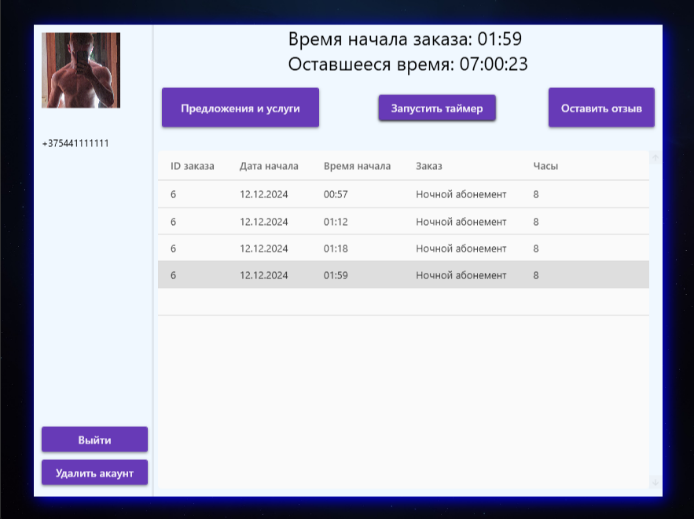 Время начала заказа: 01:59
Оставшееся время: 07:00:23
Предложения и услуги Запустить таймер Оставить отзыв
+375441111111
ID заказа Дата начала Время начала Заказ Часы
6 12.12.2024 00:57 Ночной абонемент 8
6 12.12.2024 01:12 Ночной абонемент 8
6 12.12.2024 01:18 Ночной абонемент 8
6 12.12.2024 01:59 Ночной абонемент 8
Выйти
Удалить акаунт